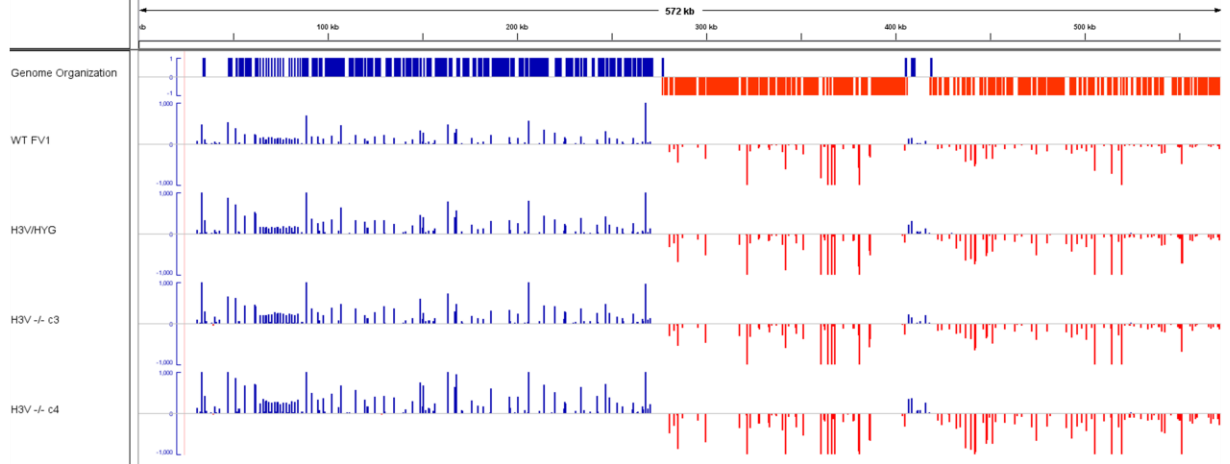 572 kb
kb 100 kb 200 kb 300 kb 400 kb 500 kb
Genome Organization
1
0
-1
WT FV1
1,000
0
-1,000
H3V/HYG
1,000
0
-1,000
H3V -/- c3
1,000
0
-1,000
H3V -/- c4
1,000
0
-1,000